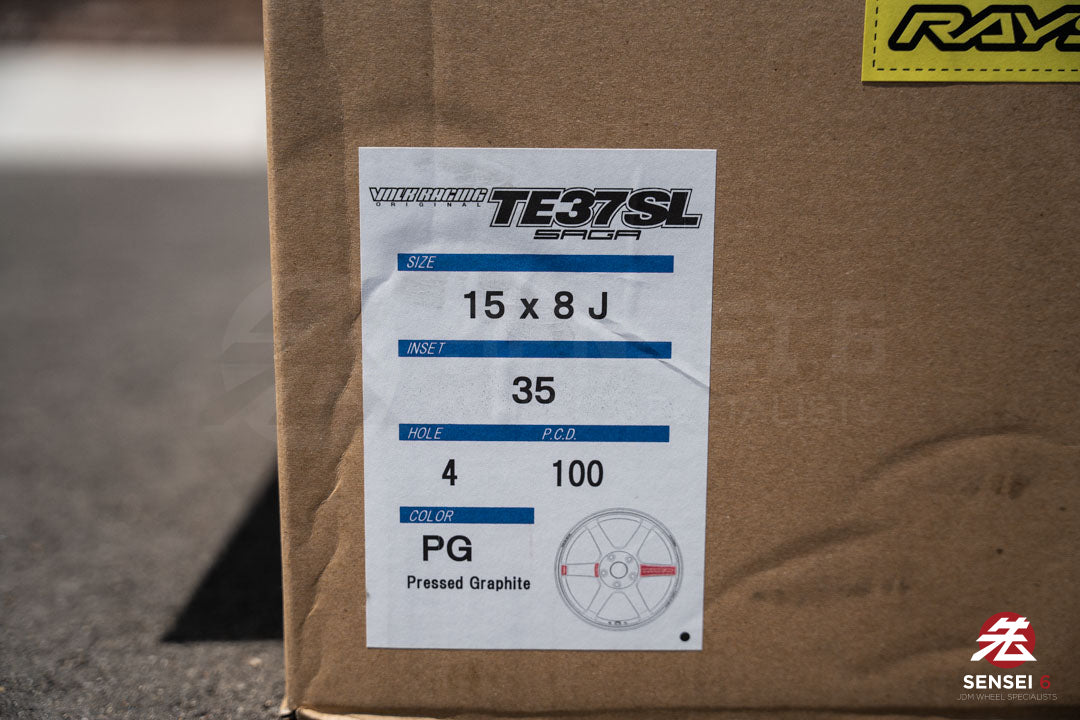 RAYS
VOLK RACING TE37SL
ORIGINAL
SAGA
SIZE
15 x 8 J
INSET
35
HOLE P.C.D.
4 100
COLOR
PG
Pressed Graphite
SENSEI 6
JDM WHEEL SPECIALISTS